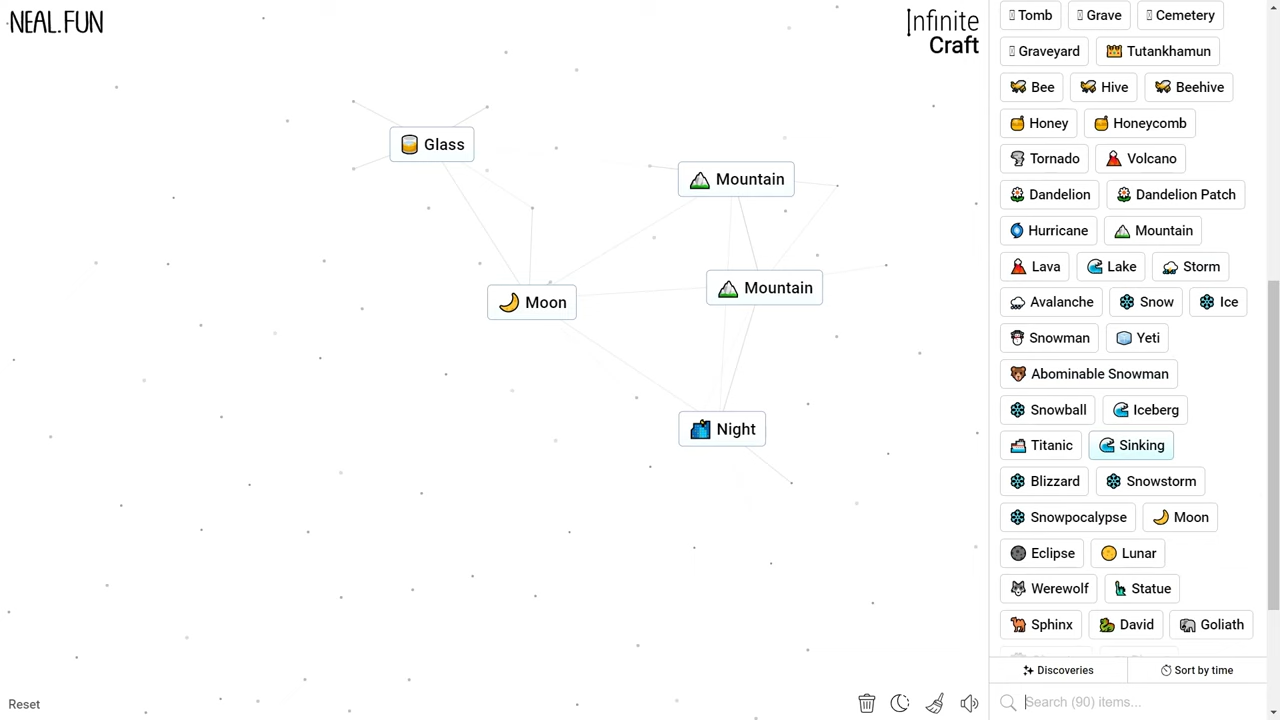 NEAL.FUN
Infinite
Craft
Glass
Mountain
Moon
Mountain
Night
Reset
Tomb Grave Cemetery
Graveyard Tutankhamun
Bee Hive Beehive
Honey Honeycomb
Tornado Volcano
Dandelion Dandelion Patch
Hurricane Mountain
Lava Lake Storm
Avalanche Snow Ice
Snowman Yeti
Abominable Snowman
Snowball Iceberg
Titanic Sinking
Blizzard Snowstorm
Snowpocalypse Moon
Eclipse Lunar
Werewolf Statue
Sphinx David Goliath
Discoveries Sort by time
Search (90) items...